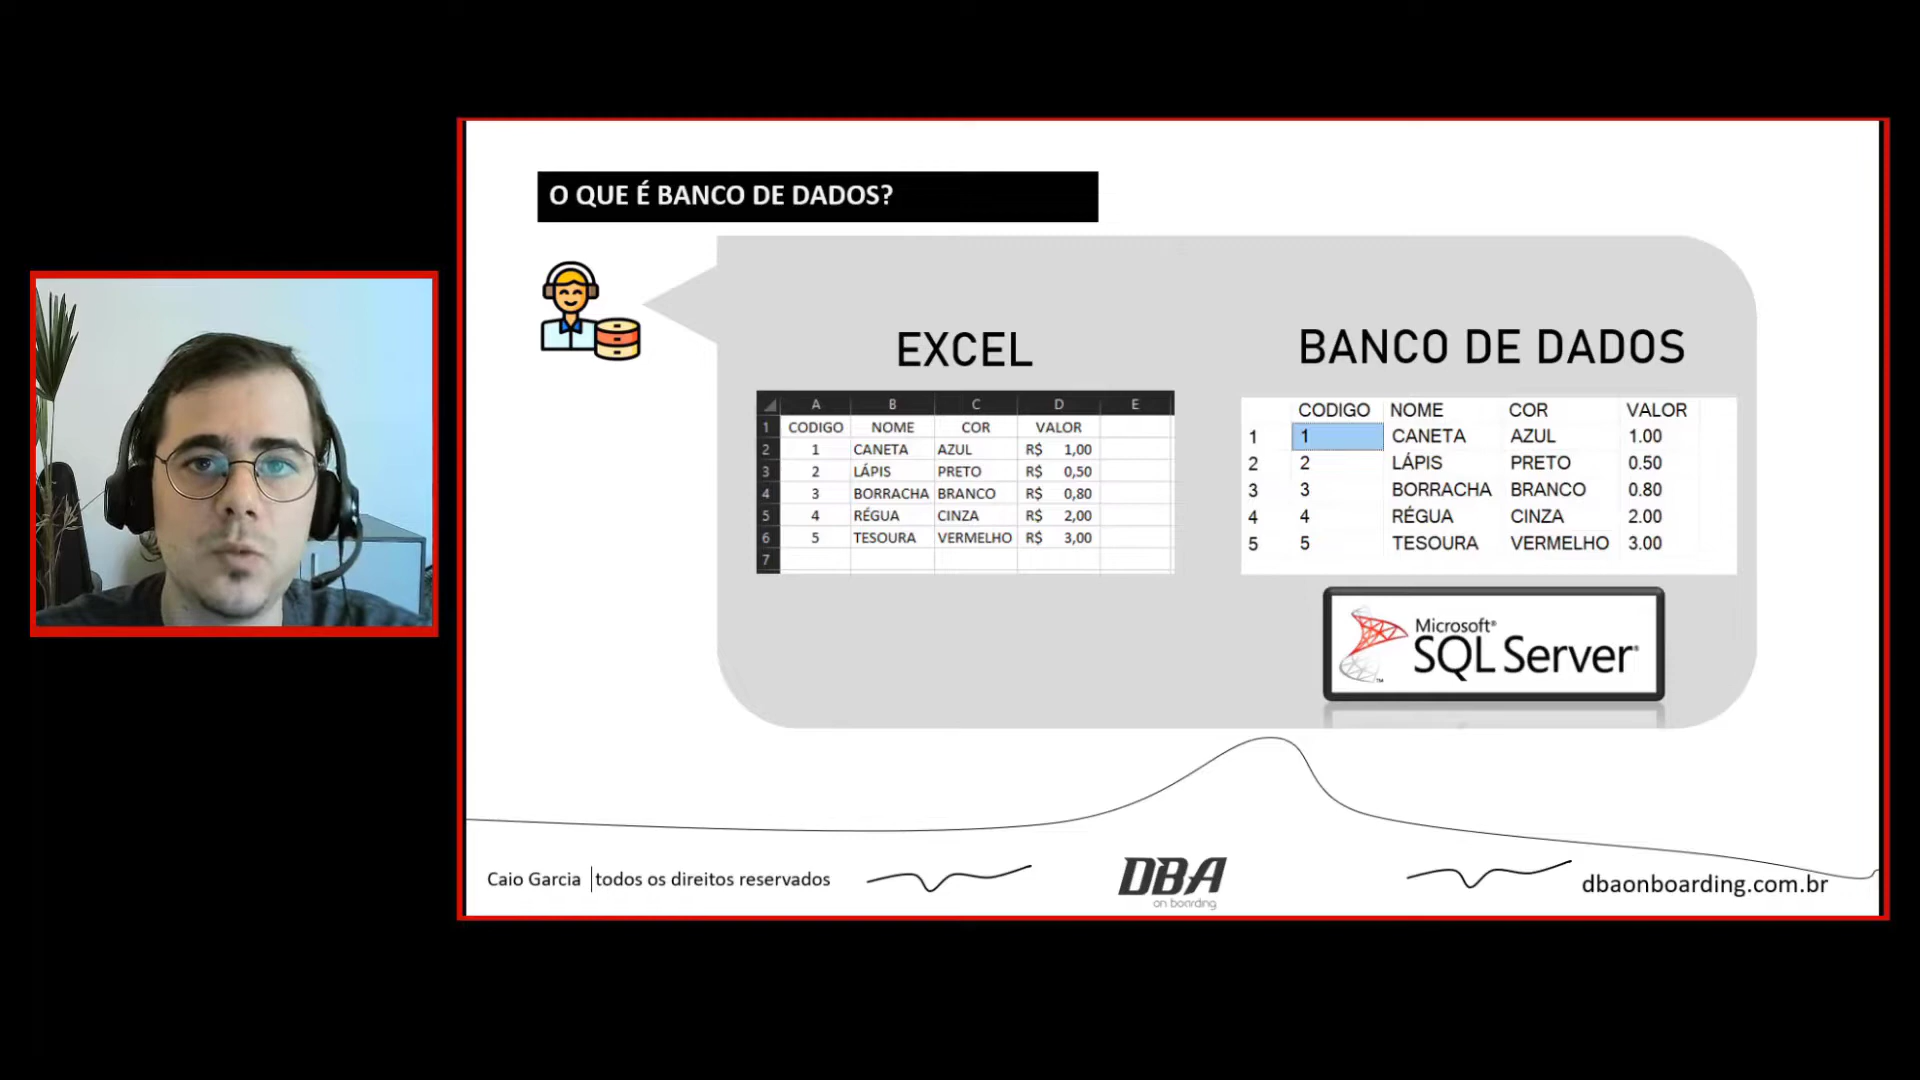 O QUE É BANCO DE DADOS?
EXCEL
A B C D E
1 CODIGO NOME COR VALOR
2 1 CANETA AZUL R$ 1,00
3 2 LÁPIS PRETO R$ 0,50
4 3 BORRACHA BRANCO R$ 0,80
5 4 RÉGUA CINZA R$ 2,00
6 5 TESOURA VERMELHO R$ 3,00
7
BANCO DE DADOS
CODIGO NOME COR VALOR
1 1 CANETA AZUL 1.00
2 2 LÁPIS PRETO 0.50
3 3 BORRACHA BRANCO 0.80
4 4 RÉGUA CINZA 2.00
5 5 TESOURA VERMELHO 3.00
Microsoft®
SQL Server®
™
Caio Garcia | todos os direitos reservados
DBA
on boarding
dbaonboarding.com.br